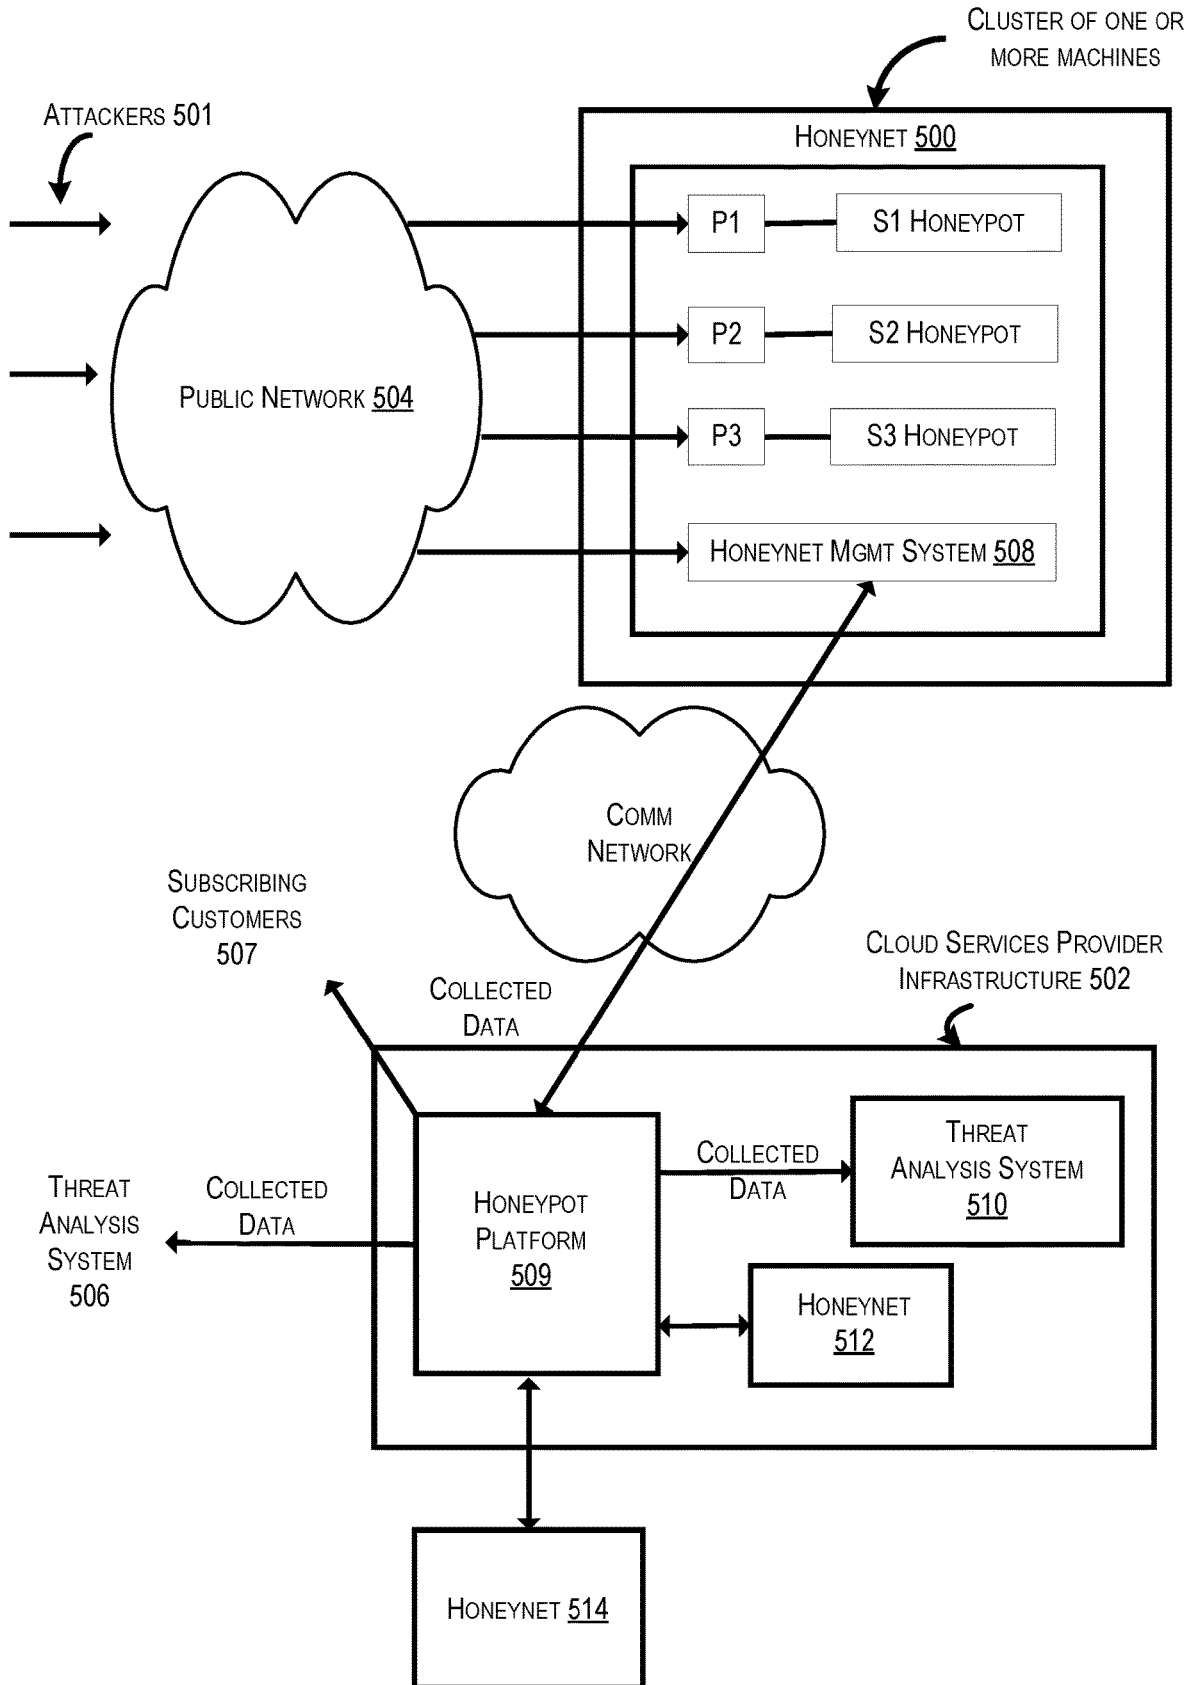 CLUSTER OF ONE OR
MORE MACHINES
ATTACKERS 501
HONEYNET 500
P1
S1 HONEYPOT
P2
S2 HONEYPOT
PUBLIC NETWORK 504
P3
S3 HONEYPOT
HONEYNET MGMT SYSTEM 508
COMM
NETWORK
SUBSCRIBING
CUSTOMERS
507
CLOUD SERVICES PROVIDER
INFRASTRUCTURE 502
COLLECTED
DATA
THREAT
ANALYSIS SYSTEM
510
COLLECTED
DATA
HONEYPOT
PLATFORM
509
COLLECTED
DATA
THREAT
ANALYSIS
SYSTEM
506
HONEYNET
512
HONEYNET 514